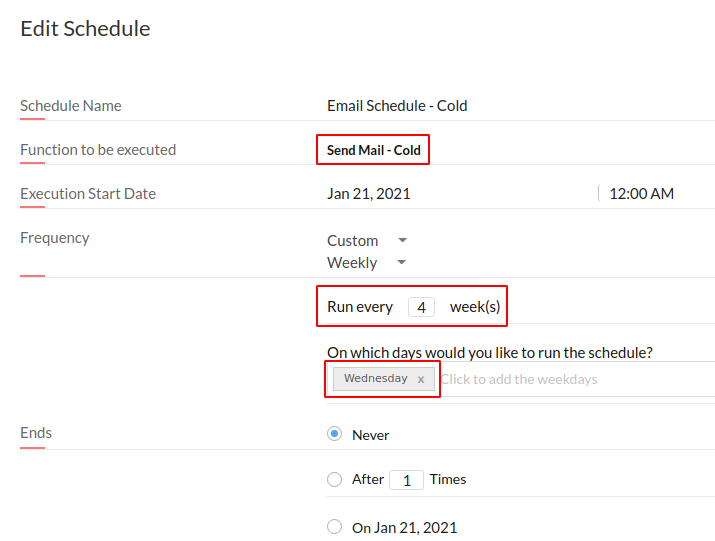 Edit Schedule
Schedule Name Email Schedule - Cold
Function to be executed Send Mail - Cold
Execution Start Date Jan 21, 2021 12:00 AM
Frequency Custom
Weekly
Run every 4 week(s)
On which days would you like to run the schedule?
Wednesday x Click to add the weekdays
Ends Never
After 1 Times
On Jan 21, 2021